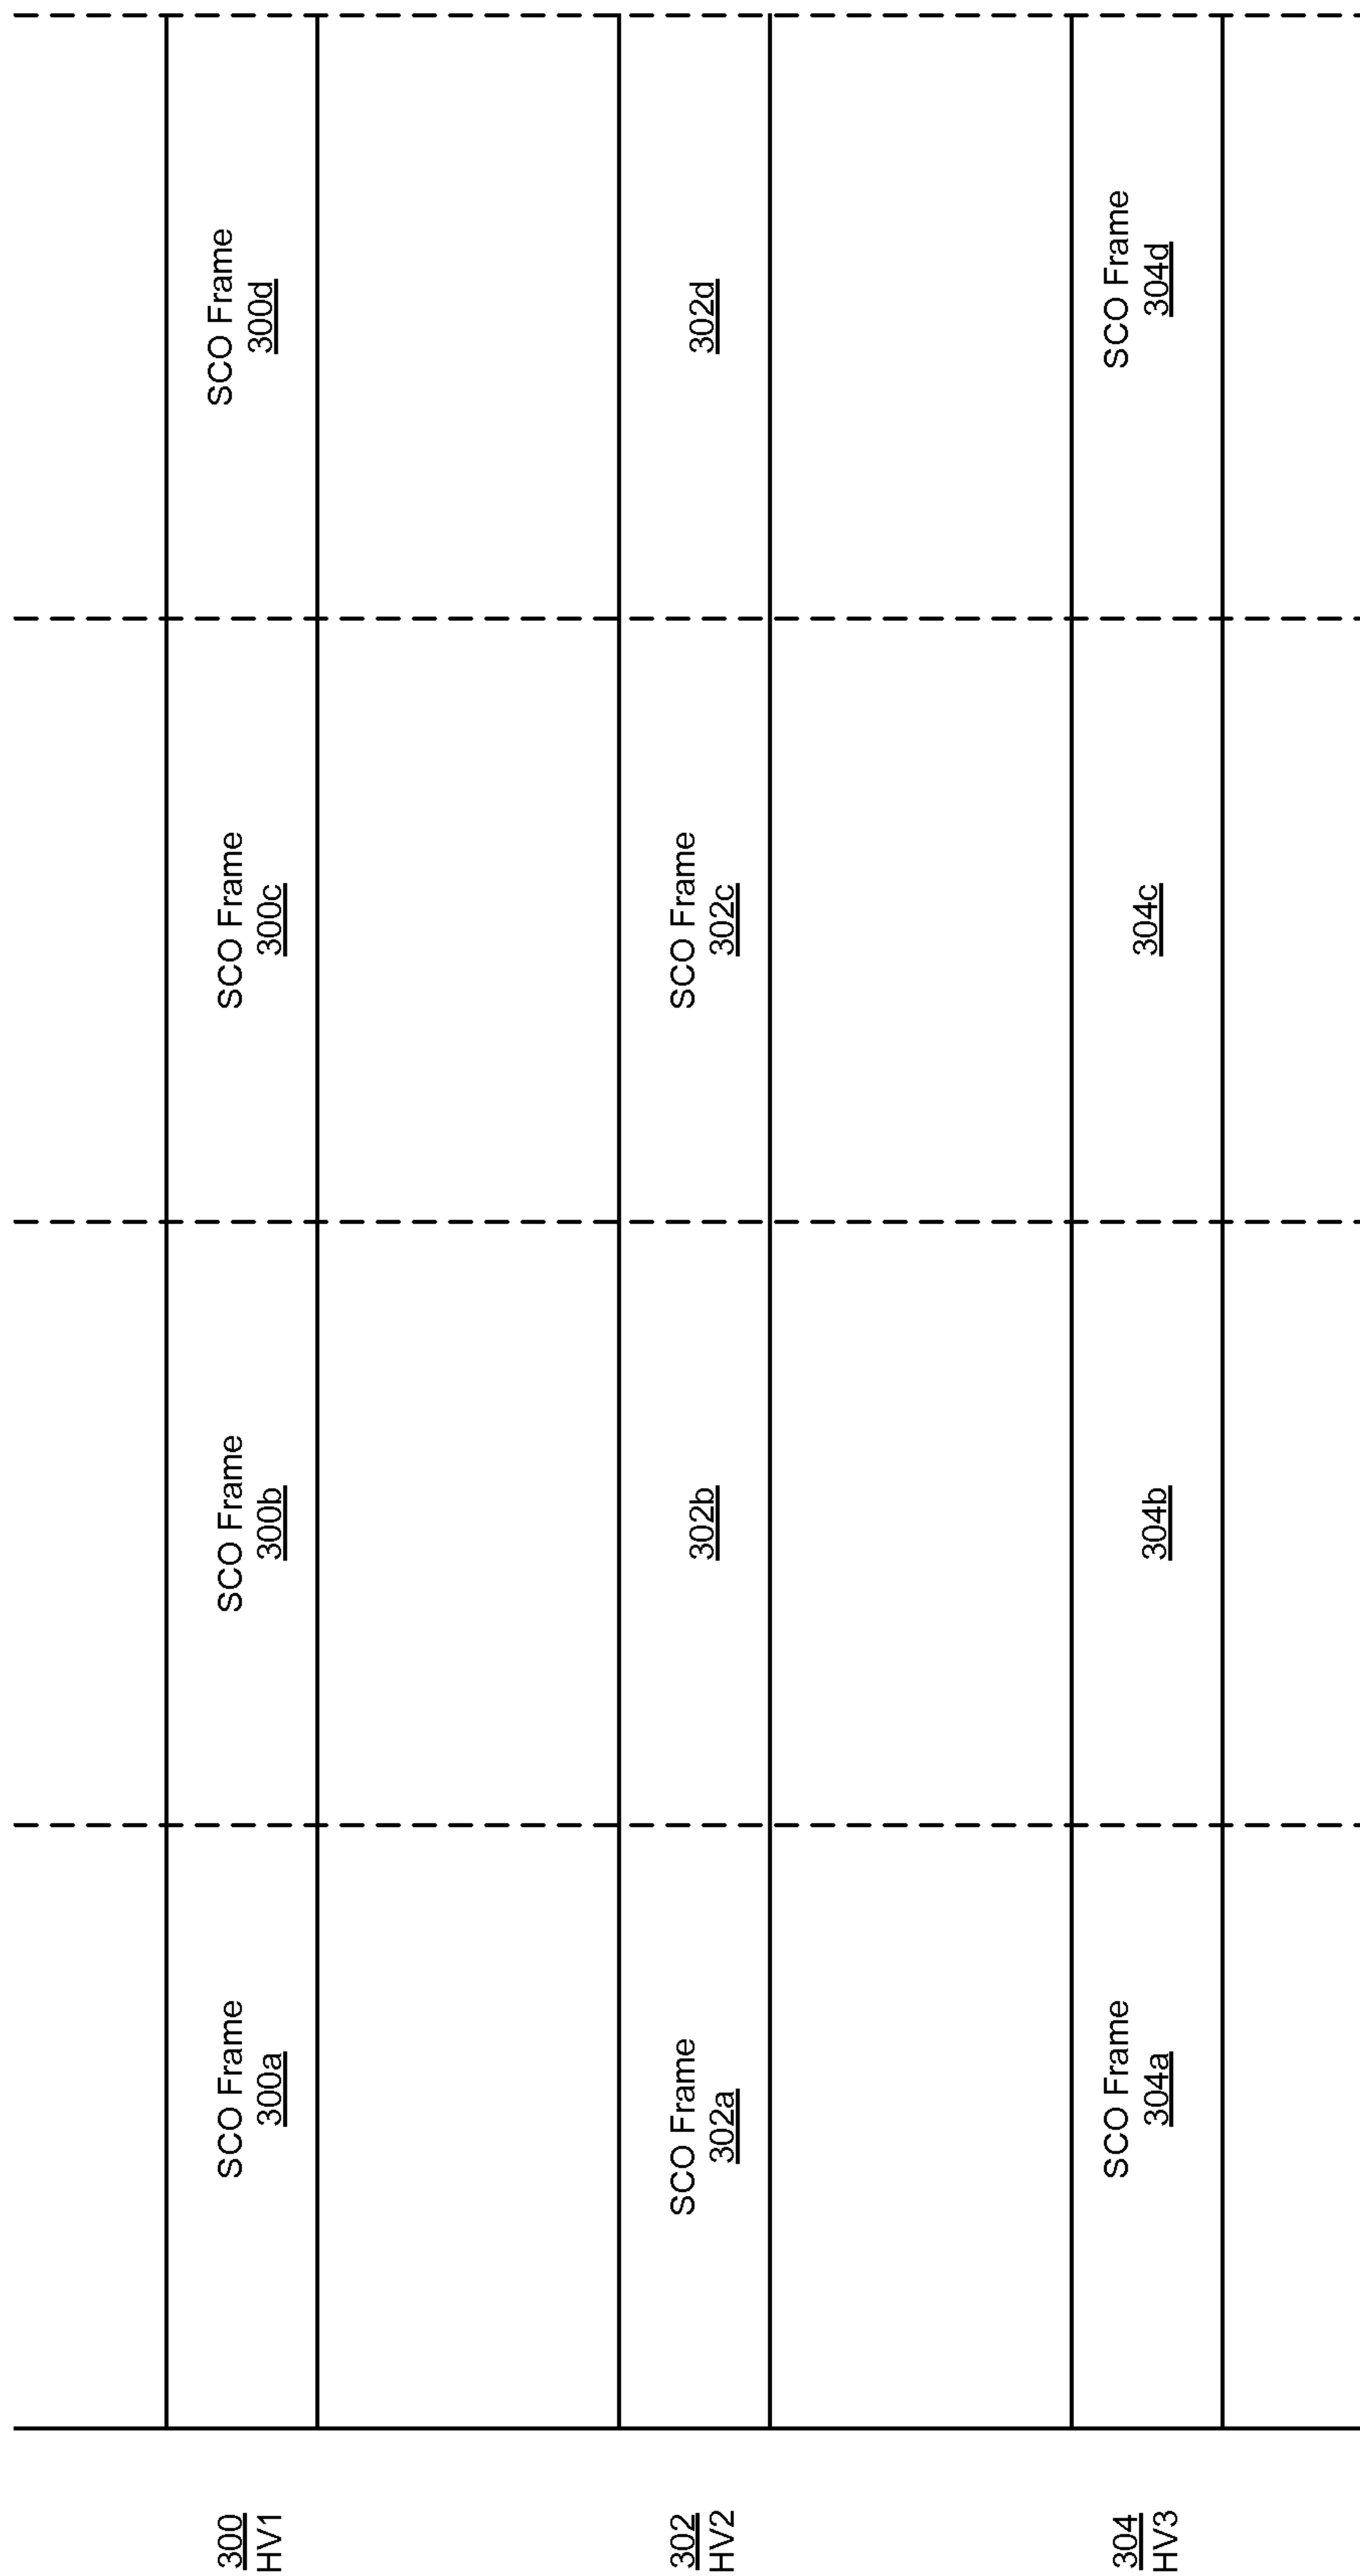 300
HV1
SCO Frame
300a
SCO Frame
300b
SCO Frame
300c
SCO Frame
300d
302
HV2
SCO Frame
302a
302b
SCO Frame
302c
302d
304
HV3
SCO Frame
304a
304b
304c
SCO Frame
304d